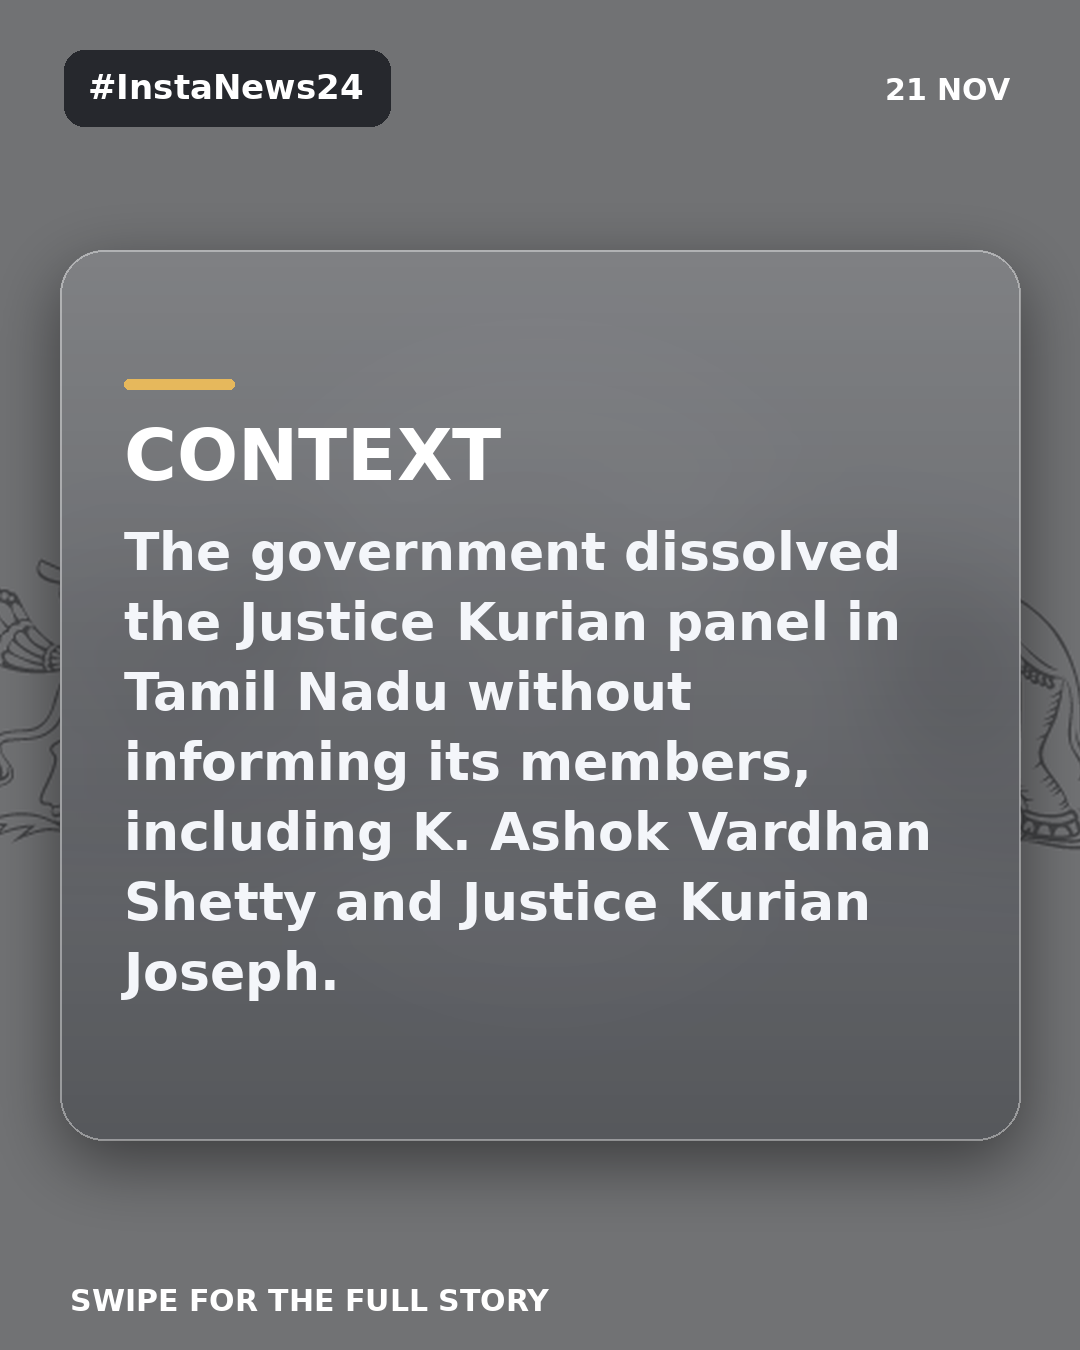 #InstaNews24
21 NOV
CONTEXT
The government dissolved
the Justice Kurian panel in
Tamil Nadu without
informing its members,
including K. Ashok Vardhan
Shetty and Justice Kurian
Joseph.
SWIPE FOR THE FULL STORY